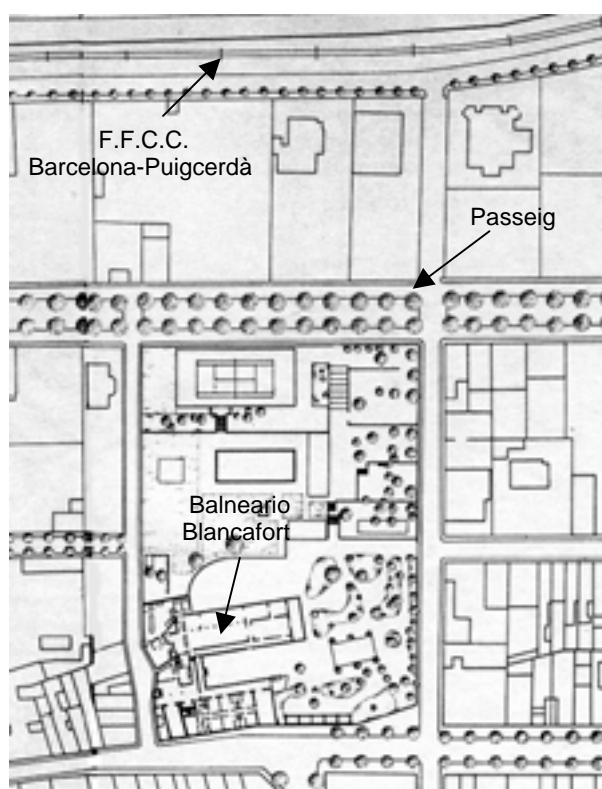 F.F.C.C.
Barcelona-Puigcerdà
Passeig
Balneario
Blancafort